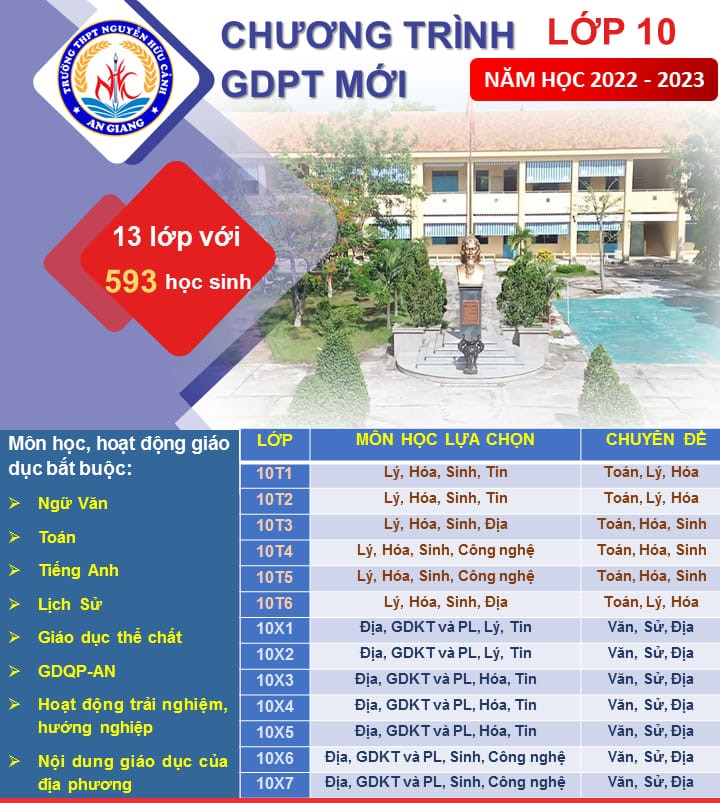 TRƯỜNG THPT NGUYỄN HỮU CẢNH
NHC
AN GIANG
CHƯƠNG TRÌNH
GDPT MỚI
LỚP 10
NĂM HỌC 2022 - 2023
13 lớp với
593 học sinh
Môn học, hoạt động giáo
dục bắt buộc:
Ngữ Văn
Toán
Tiếng Anh
Lịch Sử
Giáo dục thể chất
GDQP-AN
Hoạt động trải nghiệm,
hướng nghiệp
Nội dung giáo dục của
địa phương
LỚP MÔN HỌC LỰA CHỌN CHUYÊN ĐỀ
10T1 Lý, Hóa, Sinh, Tin Toán, Lý, Hóa
10T2 Lý, Hóa, Sinh, Tin Toán, Lý, Hóa
10T3 Lý, Hóa, Sinh, Địa Toán, Hóa, Sinh
10T4 Lý, Hóa, Sinh, Công nghệ Toán, Hóa, Sinh
10T5 Lý, Hóa, Sinh, Công nghệ Toán, Hóa, Sinh
10T6 Lý, Hóa, Sinh, Địa Toán, Lý, Hóa
10X1 Địa, GDKT và PL, Lý, Tin Văn, Sử, Địa
10X2 Địa, GDKT và PL, Lý, Tin Văn, Sử, Địa
10X3 Địa, GDKT và PL, Hóa, Tin Văn, Sử, Địa
10X4 Địa, GDKT và PL, Hóa, Tin Văn, Sử, Địa
10X5 Địa, GDKT và PL, Hóa, Tin Văn, Sử, Địa
10X6 Địa, GDKT và PL, Sinh, Công nghệ Văn, Sử, Địa
10X7 Địa, GDKT và PL, Sinh, Công nghệ Văn, Sử, Địa